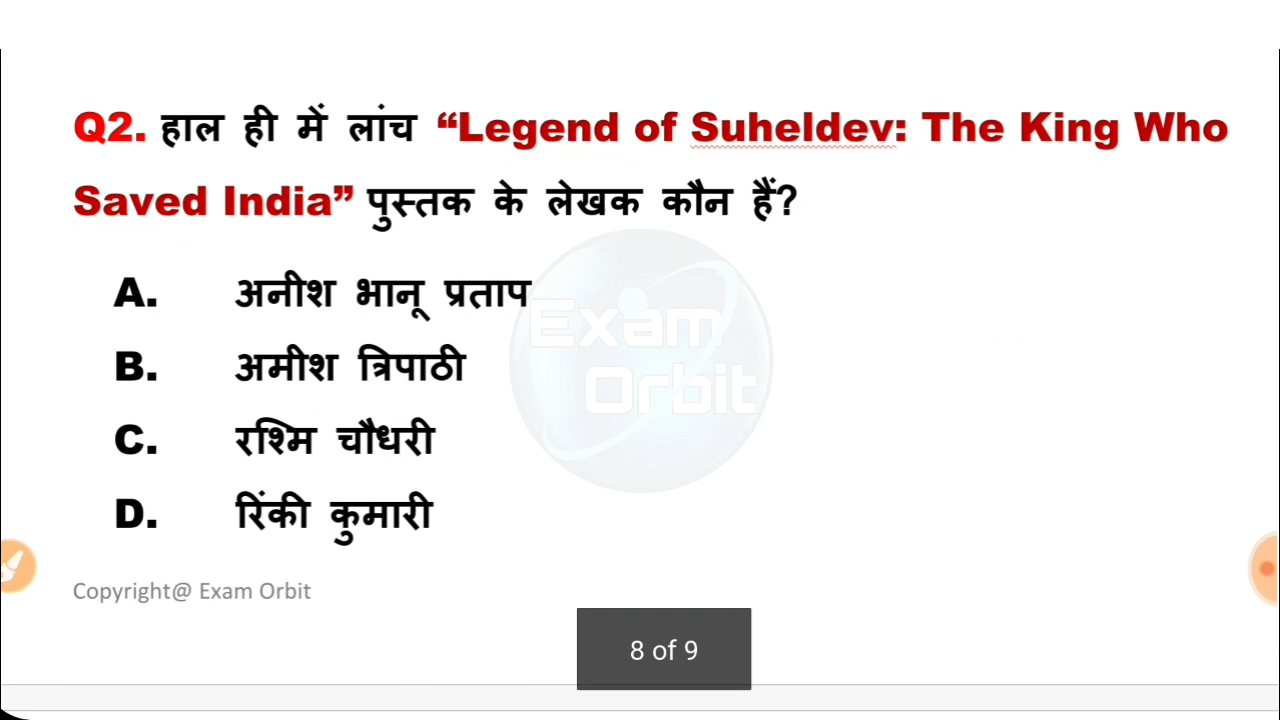 Q2. हाल ही में लांच “Legend of Suheldev: The King Who
Saved India” पुस्तक के लेखक कौन हैं?
A. अनीश भानू प्रताप
B. अमीश त्रिपाठी
C. रश्मि चौधरी
D. रिंकी कुमारी
Exam
Orbit
Copyright@ Exam Orbit
8 of 9